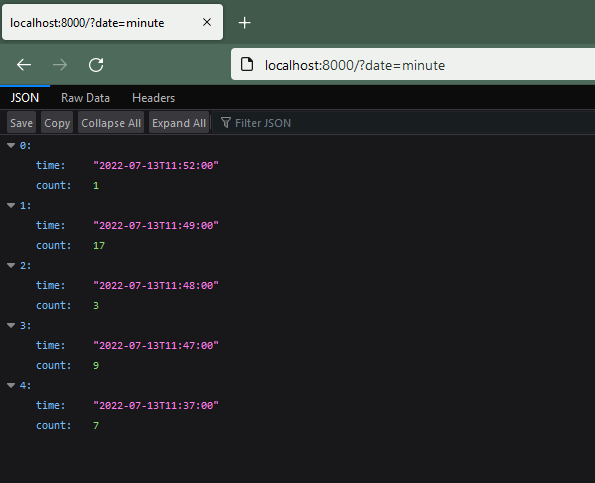 localhost:8000/?date=minute
localhost:8000/?date=minute
JSON Raw Data Headers
Save Copy Collapse All Expand All Filter JSON
0:
time: "2022-07-13T11:52:00"
count: 1
1:
time: "2022-07-13T11:49:00"
count: 17
2:
time: "2022-07-13T11:48:00"
count: 3
3:
time: "2022-07-13T11:47:00"
count: 9
4:
time: "2022-07-13T11:37:00"
count: 7